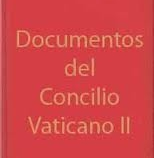 Documentos
del
Concilio
Vaticano II